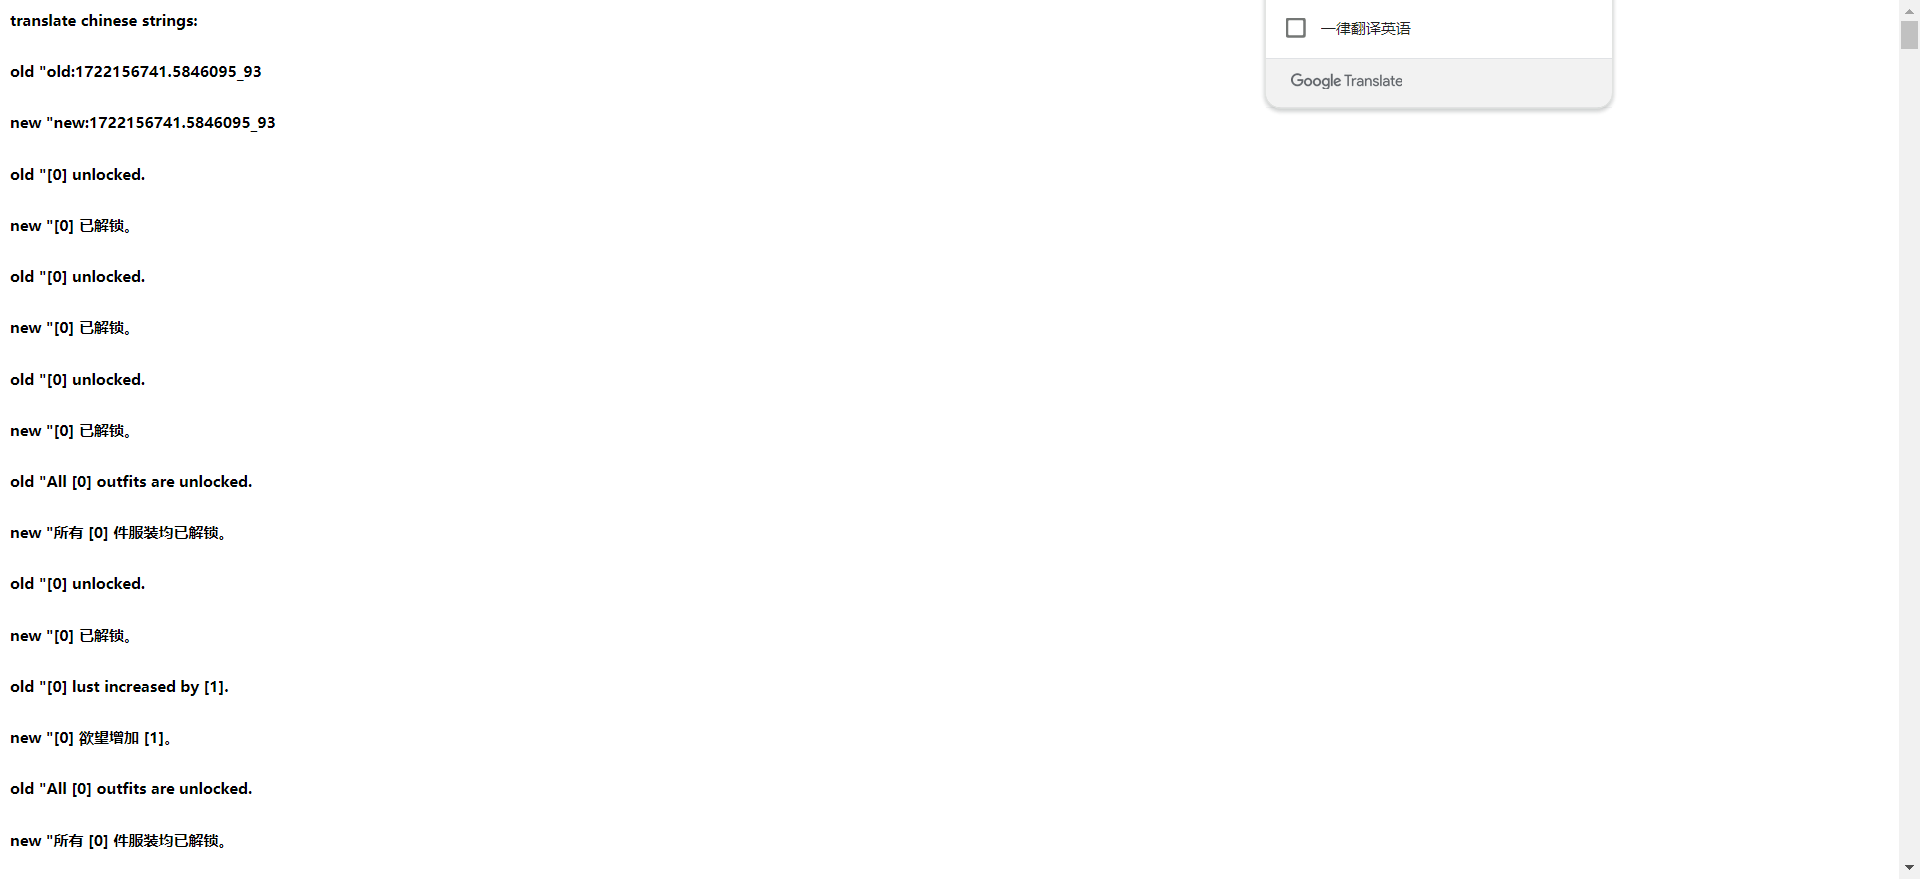 translate chinese strings:
old "old:1722156741.5846095_93
new "new:1722156741.5846095_93
old "[0] unlocked.
new "[0] 已解锁。
old "[0] unlocked.
new "[0] 已解锁。
old "[0] unlocked.
new "[0] 已解锁。
old "All [0] outfits are unlocked.
new "所有 [0] 件服装均已解锁。
old "[0] unlocked.
new "[0] 已解锁。
old "[0] lust increased by [1].
new "[0] 欲望增加 [1]。
old "All [0] outfits are unlocked.
new "所有 [0] 件服装均已解锁。
一律翻译英语
Google Translate